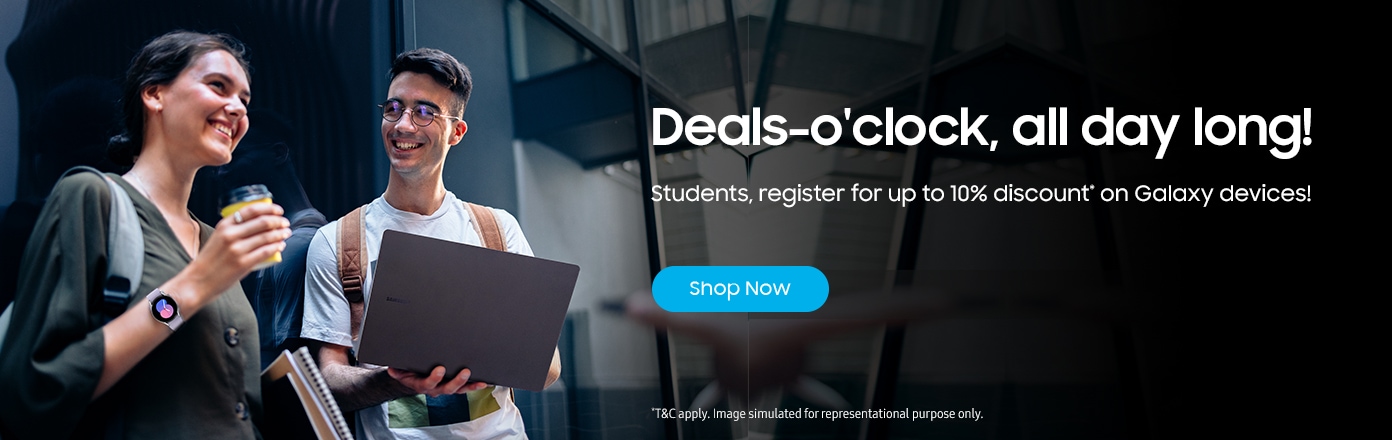 Deals-o'clock, all day long!
Students, register for up to 10% discount* on Galaxy devices!
Shop Now
*T&C apply. Image simulated for representational purpose only.